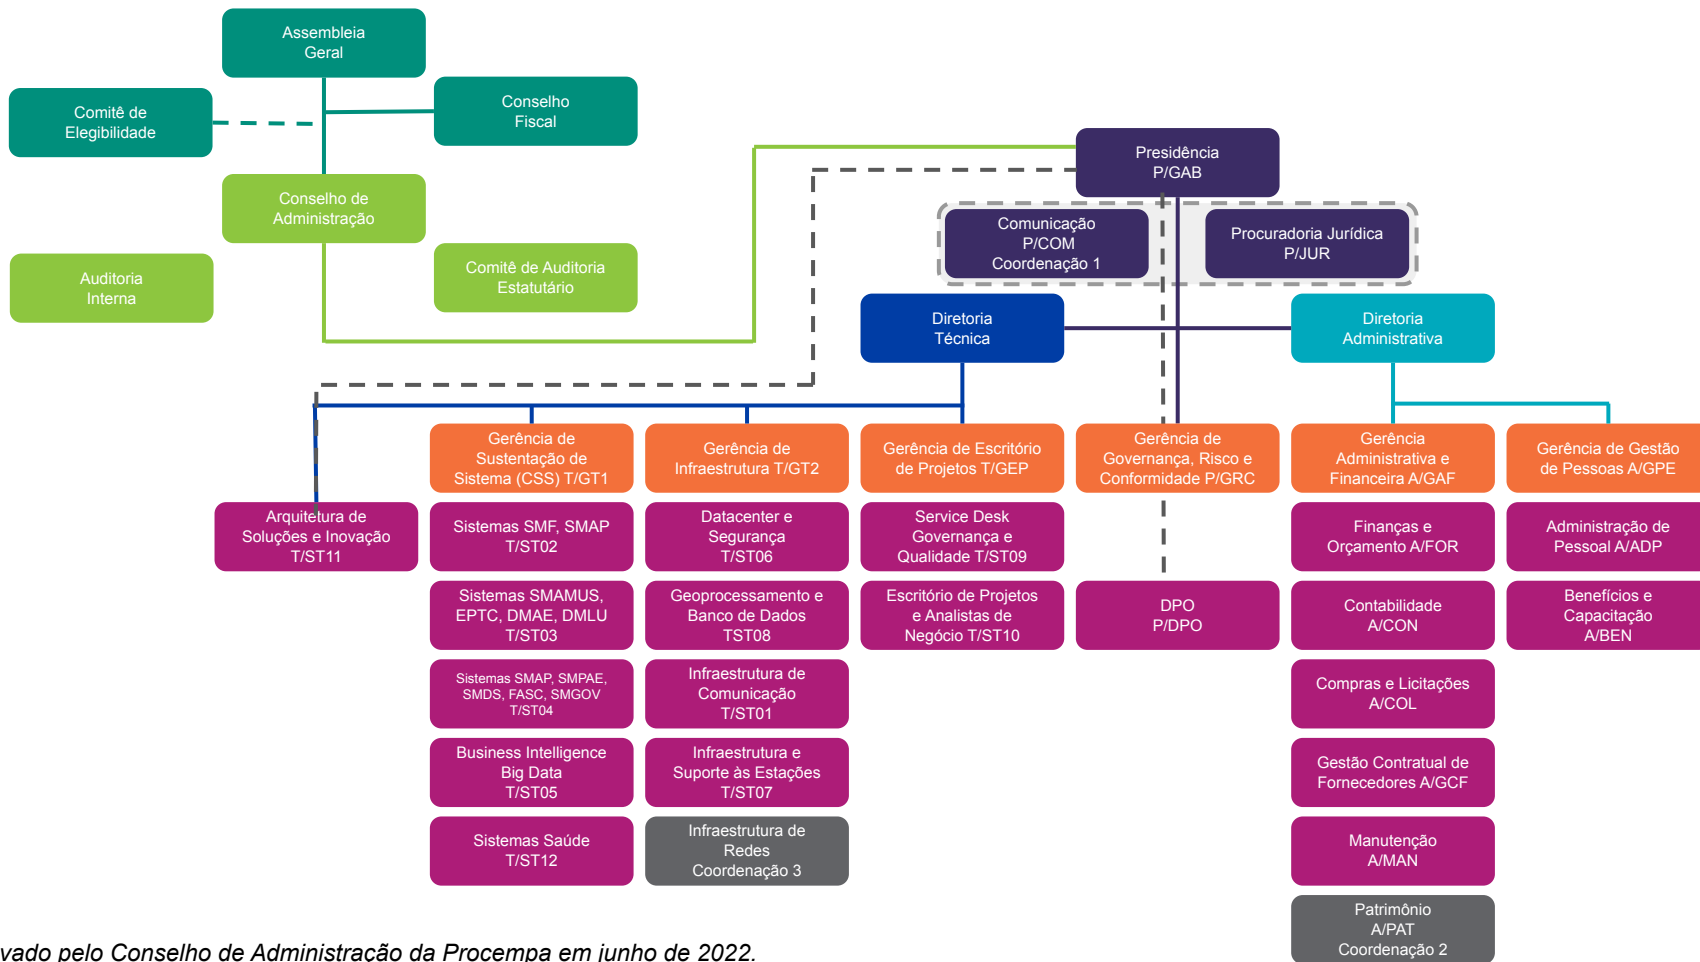 Assembleia
Geral
Comitê de
Elegibilidade
Conselho
Fiscal
Conselho de
Administração
Auditoria
Interna
Comitê de Auditoria
Estatutário
Presidência
P/GAB
Comunicação
P/COM
Coordenação 1
Procuradoria Jurídica
P/JUR
Diretoria
Técnica
Diretoria
Administrativa
Gerência de
Sustentação de
Sistema (CSS) T/GT1
Gerência de
Infraestrutura T/GT2
Gerência de Escritório
de Projetos T/GEP
Gerência de
Governança, Risco e
Conformidade P/GRC
Gerência
Administrativa e
Financeira A/GAF
Gerência de Gestão
de Pessoas A/GPE
Arquitetura de
Soluções e Inovação
T/ST11
Sistemas SMF, SMAP
T/ST02
Datacenter e
Segurança
T/ST06
Service Desk
Governança e
Qualidade T/ST09
Finanças e
Orçamento A/FOR
Administração de
Pessoal A/ADP
Sistemas SMAMUS,
EPTC, DMAE, DMLU
T/ST03
Geoprocessamento e
Banco de Dados
TST08
Escritório de Projetos
e Analistas de
Negócio T/ST10
DPO
P/DPO
Contabilidade
A/CON
Benefícios e
Capacitação
A/BEN
Sistemas SMAP, SMPAE,
SMDS, FASC, SMGOV
T/ST04
Infraestrutura de
Comunicação
T/ST01
Compras e Licitações
A/COL
Business Intelligence
Big Data
T/ST05
Infraestrutura e
Suporte às Estações
T/ST07
Gestão Contratual de
Fornecedores A/GCF
Sistemas Saúde
T/ST12
Infraestrutura de
Redes
Coordenação 3
Manutenção
A/MAN
Patrimônio
A/PAT
Coordenação 2
vado pelo Conselho de Administração da Procempa em junho de 2022.